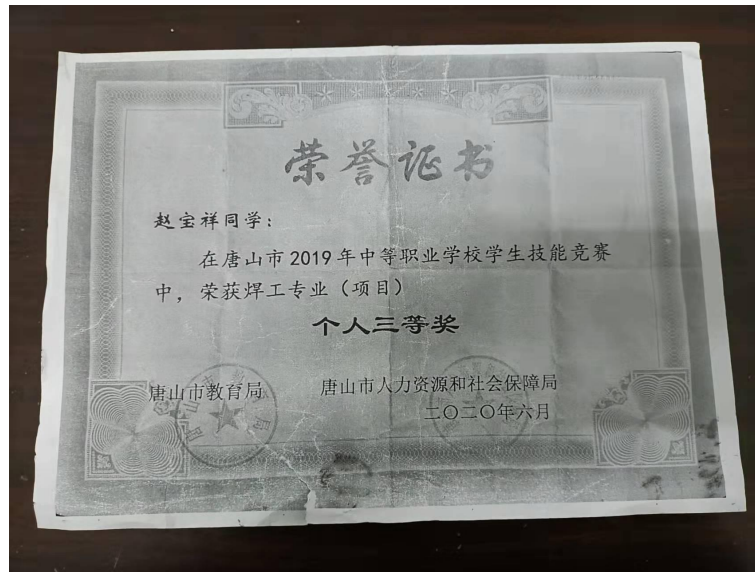 荣誉证书
赵宝祥同学：
在唐山市2019年中等职业学校学生技能竞赛
中，荣获焊工专业（项目）
个人三等奖
唐山市教育局 唐山市人力资源和社会保障局
二〇二〇年六月